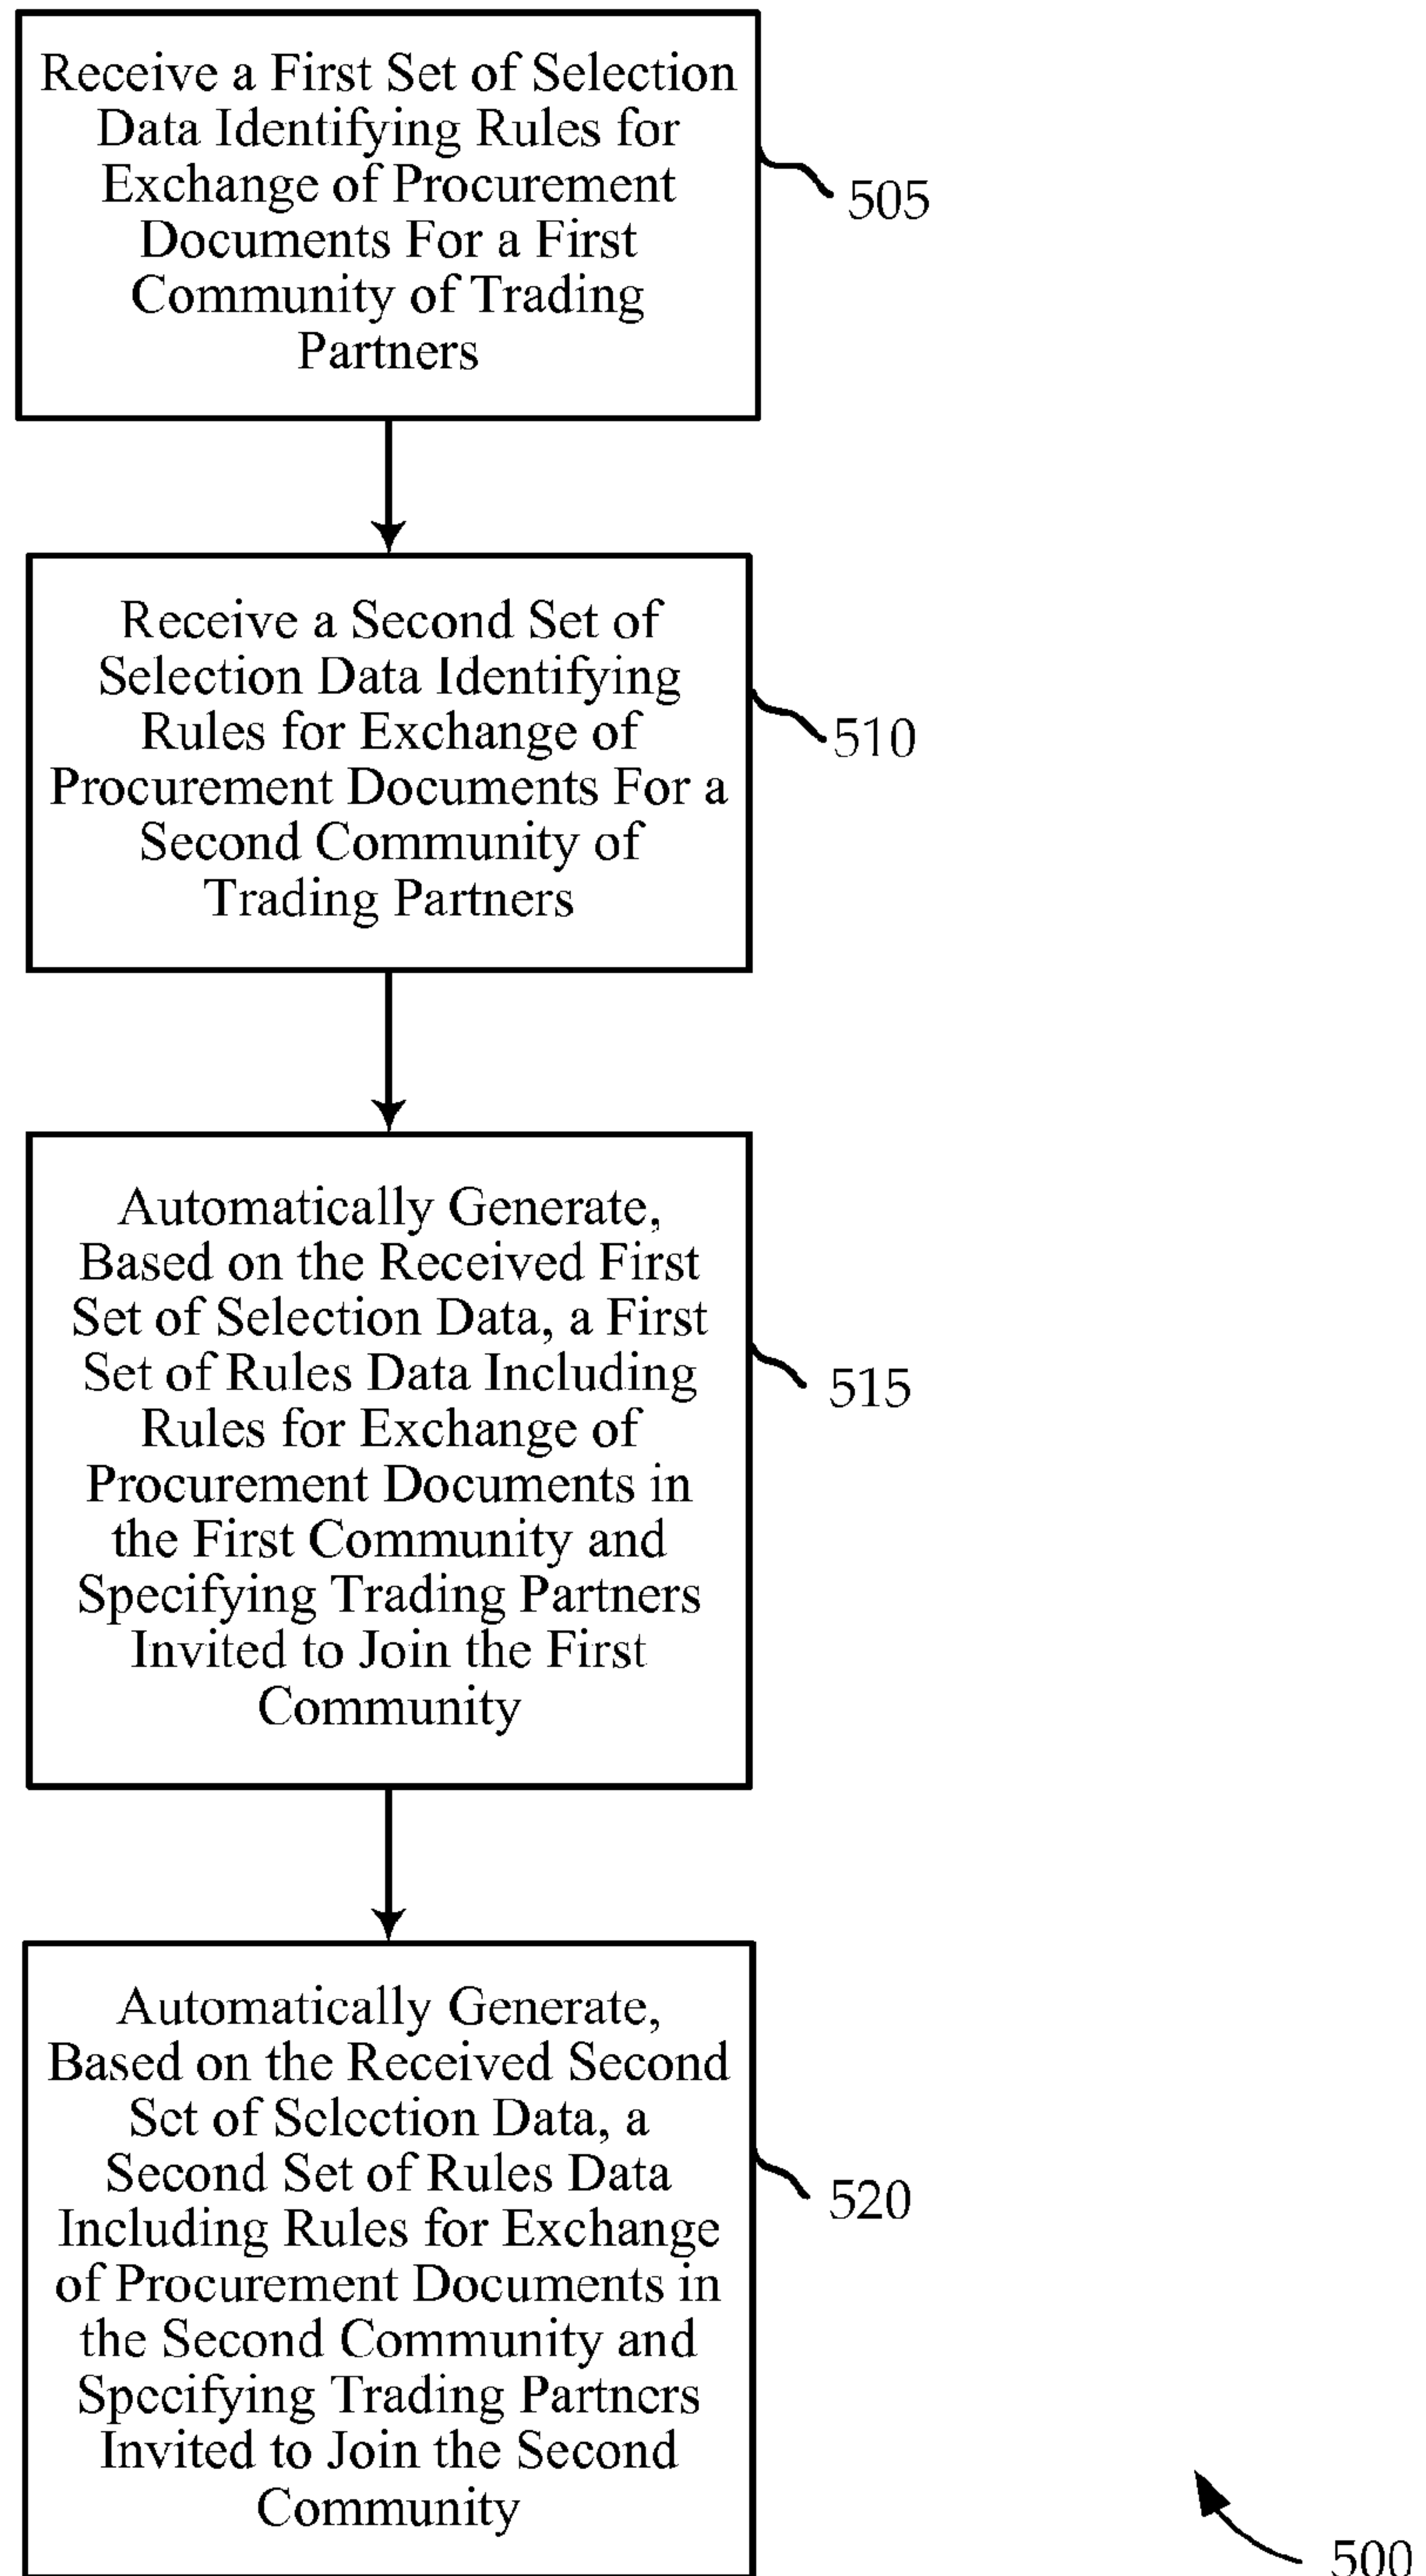 Receive a First Set of Selection
Data Identifying Rules for
Exchange of Procurement
Documents For a First
Community of Trading
Partners
505
Receive a Second Set of
Selection Data Identifying
Rules for Exchange of
Procurement Documents For a
Second Community of
Trading Partners
510
Automatically Generate,
Based on the Received First
Set of Selection Data, a First
Set of Rules Data Including
Rules for Exchange of
Procurement Documents in
the First Community and
Specifying Trading Partners
Invited to Join the First
Community
515
Automatically Generate,
Based on the Received Second
Set of Selection Data, a
Second Set of Rules Data
Including Rules for Exchange
of Procurement Documents in
the Second Community and
Specifying Trading Partners
Invited to Join the Second
Community
520
500